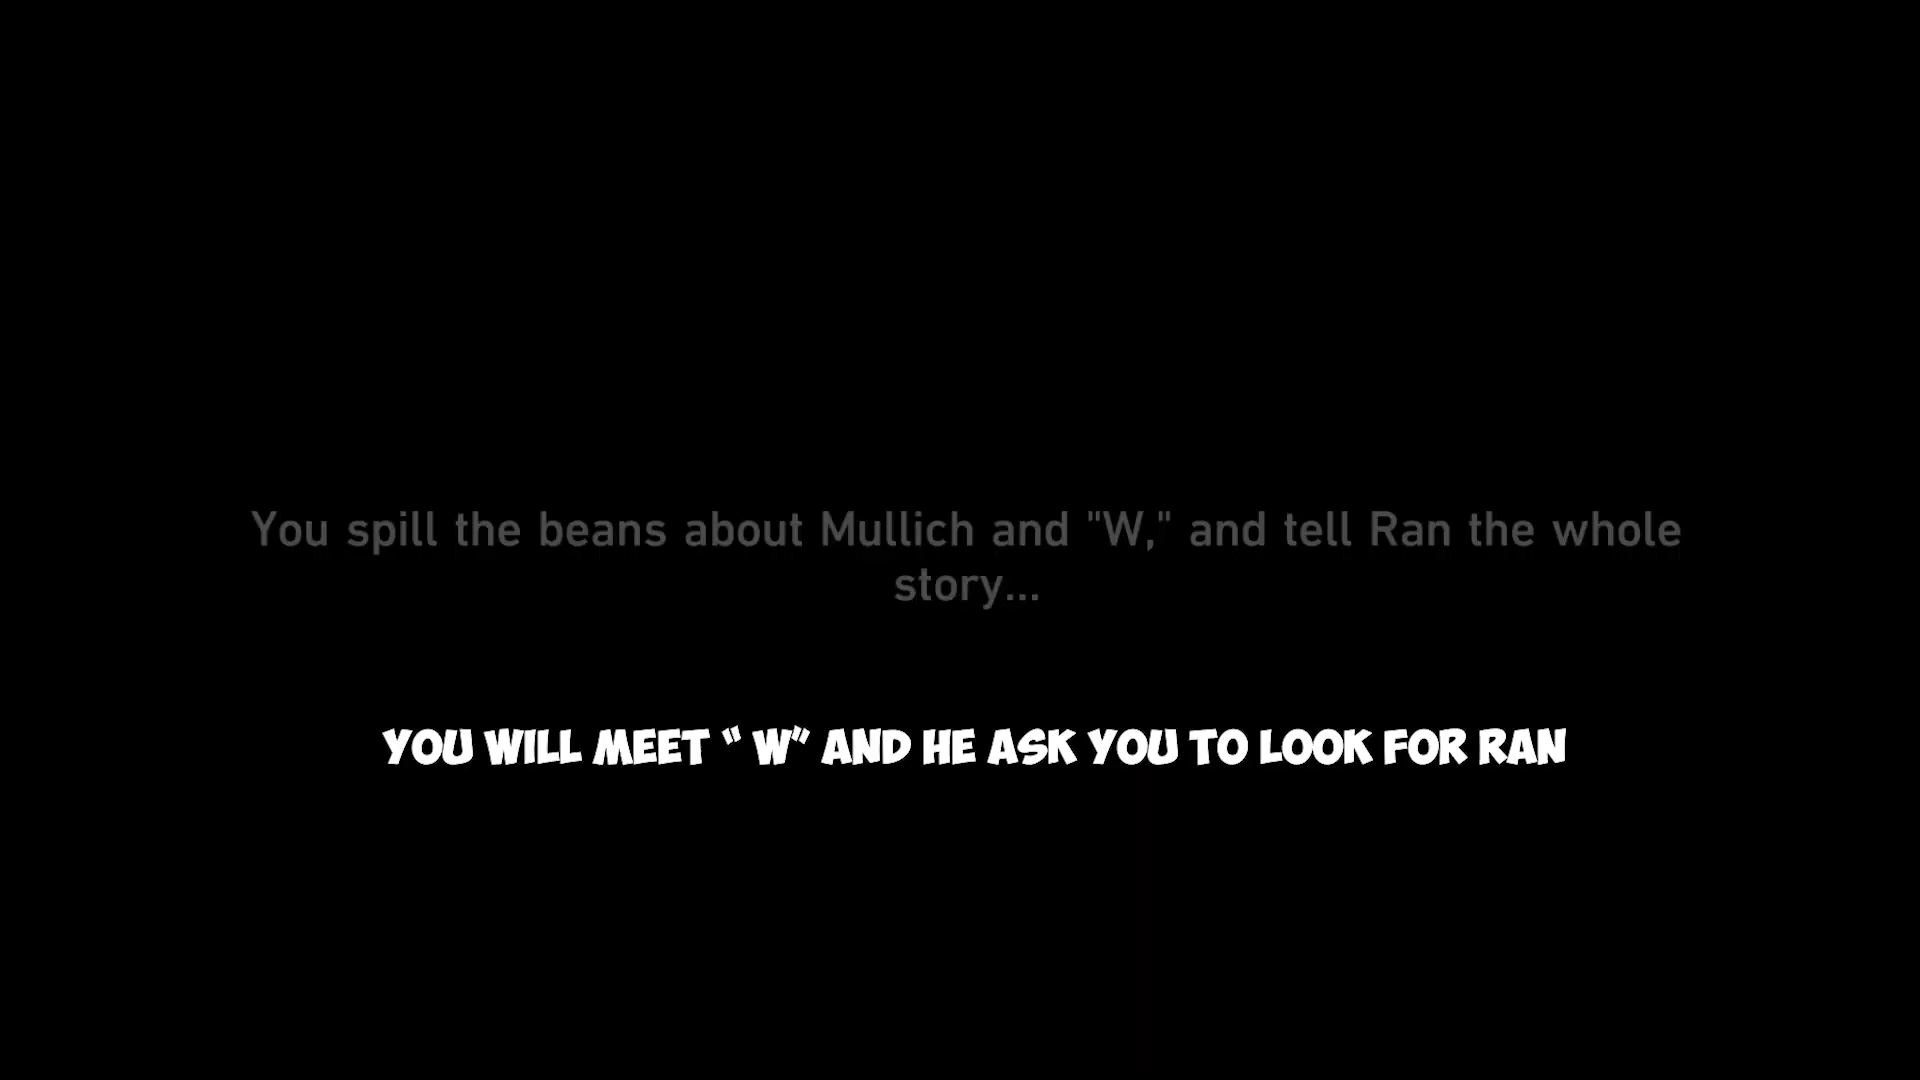 You spill the beans about Mullich and "W," and tell Ran the whole
story...
YOU WILL MEET “ W” AND HE ASK YOU TO LOOK FOR RAN